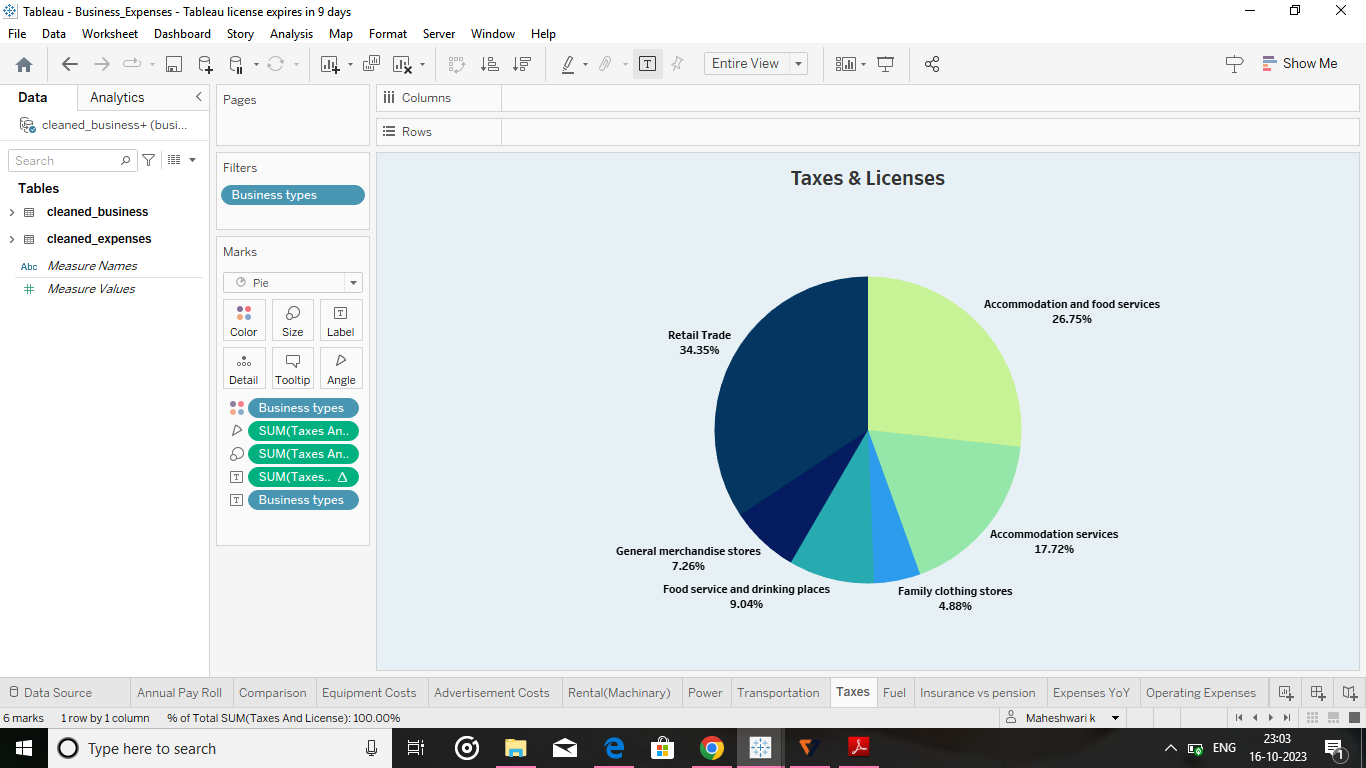 Tableau - Business_Expenses - Tableau license expires in 9 days
File Data Worksheet Dashboard Story Analysis Map Format Server Window Help
Entire View
Show Me
Data Analytics
cleaned_business+ (busi...
Search
Tables
cleaned_business
cleaned_expenses
Abc Measure Names
Measure Values
Pages
Filters
Business types
Marks
Pie
Color Size Label
Detail Tooltip Angle
Business types
SUM(Taxes An..
SUM(Taxes An..
SUM(Taxes..
Business types
Columns
Rows
Taxes & Licenses
Accommodation and food services
26.75%
Retail Trade
34.35%
Accommodation services
17.72%
General merchandise stores
7.26%
Food service and drinking places
9.04%
Family clothing stores
4.88%
Data Source Annual Pay Roll Comparison Equipment Costs Advertisement Costs Rental(Machinary) Power Transportation Taxes Fuel Insurance vs pension Expenses YoY Operating Expenses
6 marks 1 row by 1 column % of Total SUM(Taxes And License): 100.00% Maheshwari k
Type here to search
ENG
23:03
16-10-2023
1